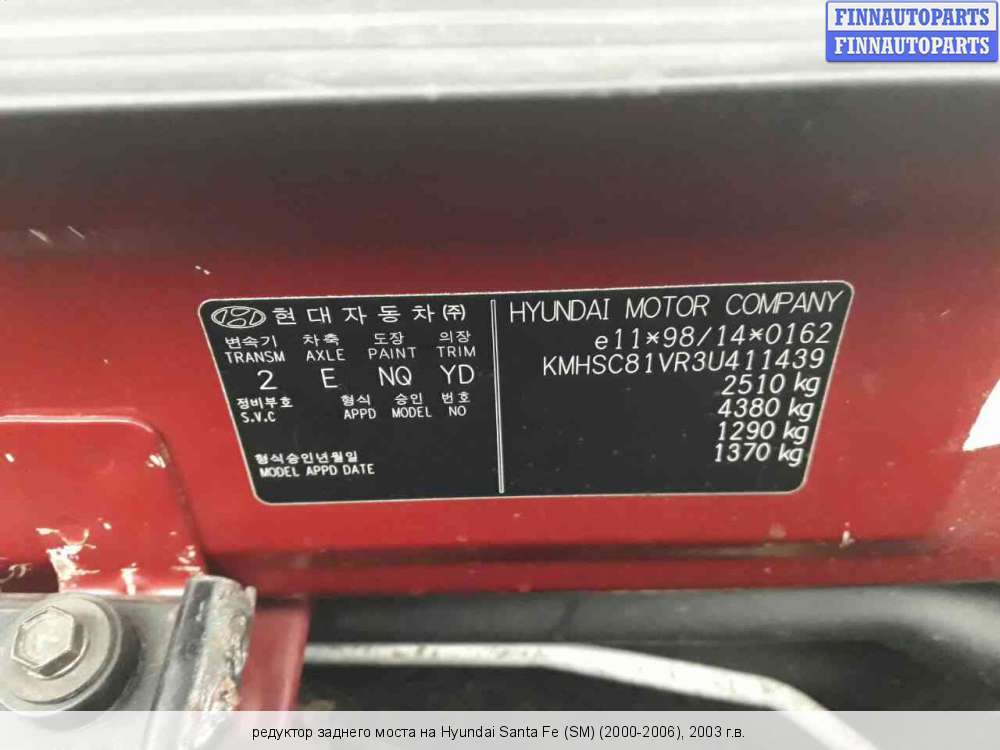 FINNAUTOPARTS
FINNAUTOPARTS
현대자동차(주)
변속기 차축 도장 의장
TRANSM AXLE PAINT TRIM
2 E NQ YD
정비부호 형식 승인 번호
S.V.C APPD MODEL NO
형식승인년월일
MODEL APPD DATE
HYUNDAI MOTOR COMPANY
e11*98/14*0162
KMHSC81VR3U411439
2510 kg
4380 kg
1290 kg
1370 kg
редуктор заднего моста на Hyundai Santa Fe (SM) (2000-2006), 2003 г.в.